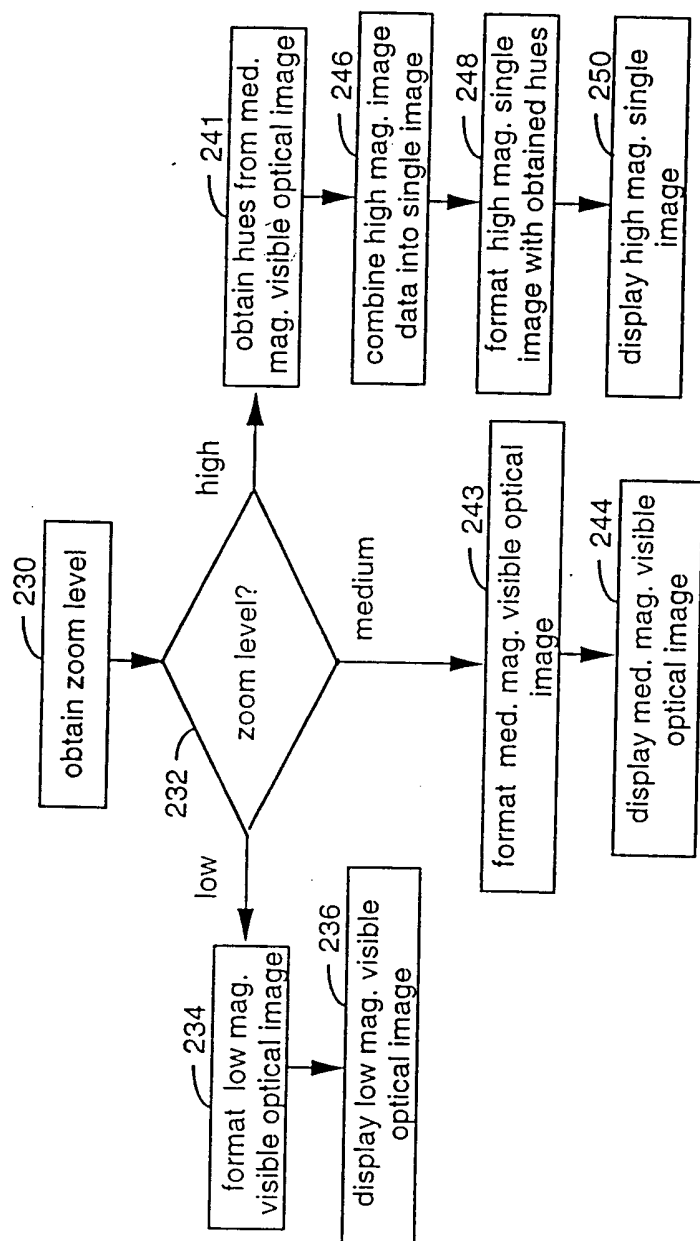 230
obtain zoom level
232
zoom level?
low
medium
high
234
format low mag.
visible optical image
236
display low mag. visible
optical image
243
format med. mag. visible optical
image
244
display med. mag. visible
optical image
241
obtain hues from med.
mag. visible optical image
246
combine high mag. image
data into single image
248
format high mag. single
image with obtained hues
250
display high mag. single
image